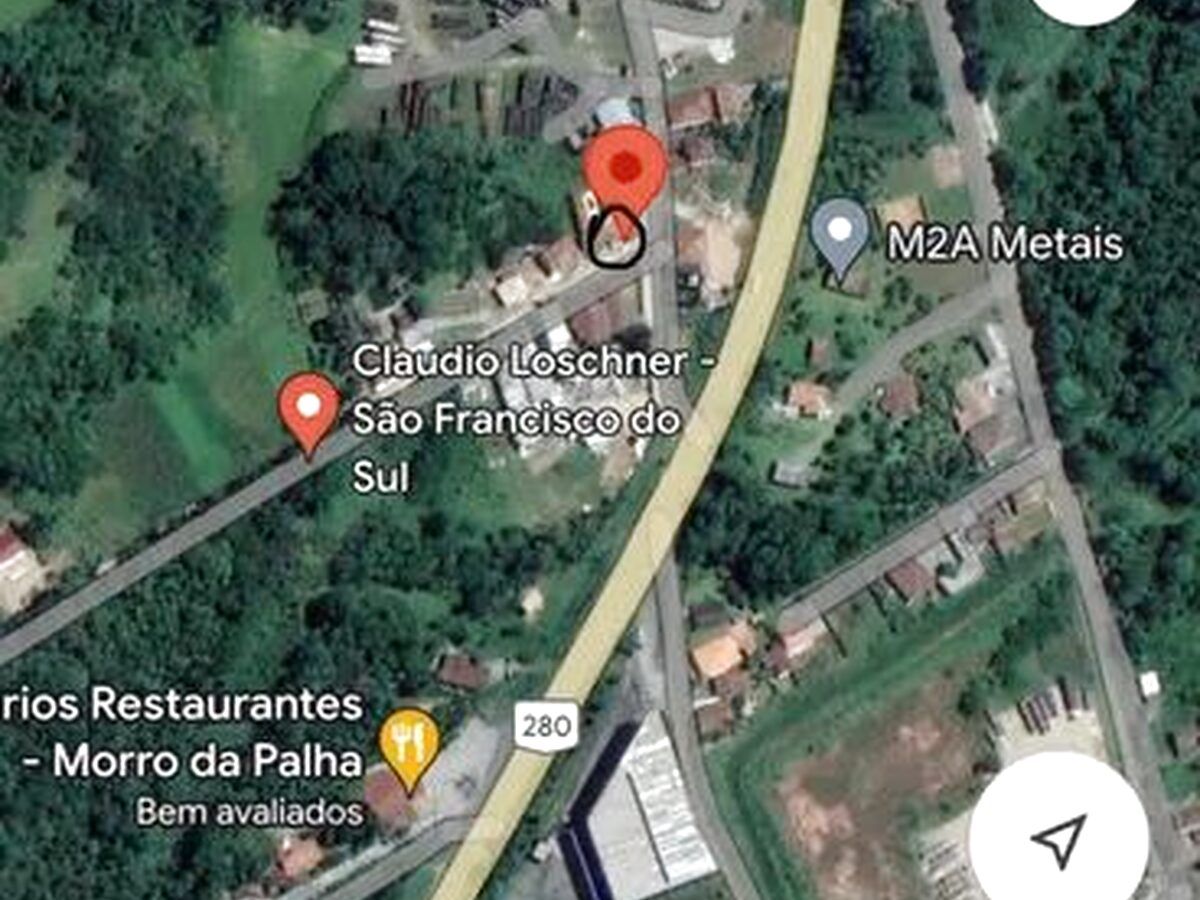 M2A Metais
Claudio Loschner -
São Francisco do
Sul
rios Restaurantes
- Morro da Palha
Bem avaliados
280